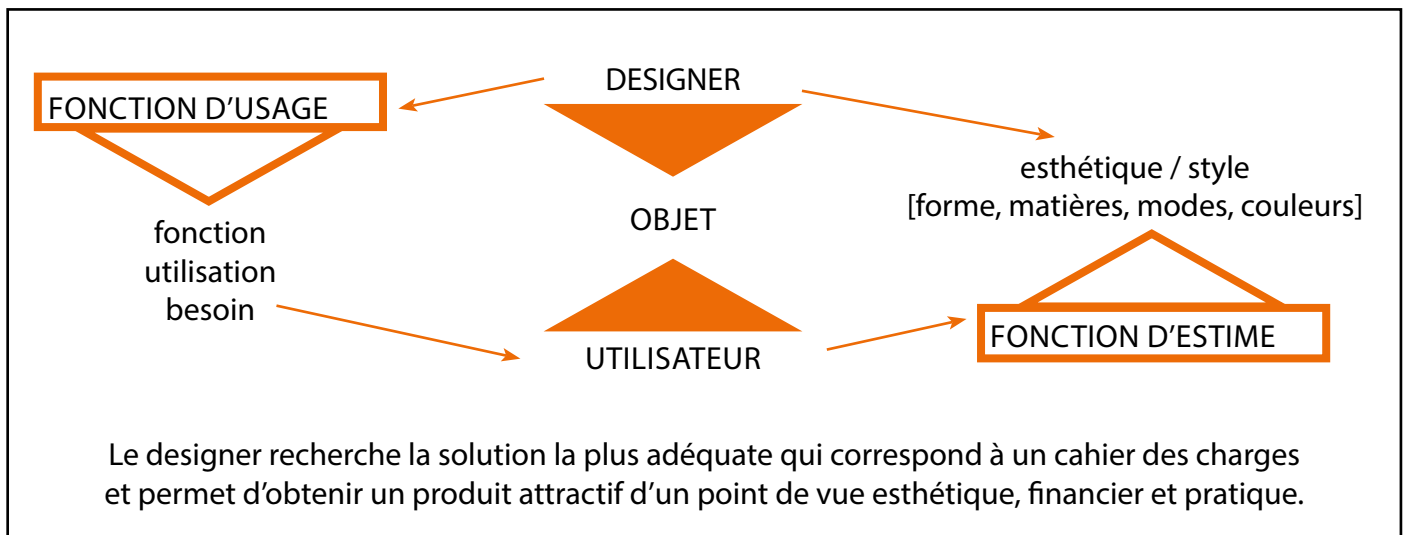 DESIGNER
FONCTION D'USAGE
esthétique / style
[forme, matières, modes, couleurs]
OBJET
fonction
utilisation
besoin
FONCTION D'ESTIME
UTILISATEUR
Le designer recherche la solution la plus adéquate qui correspond à un cahier des charges
et permet d'obtenir un produit attractif d'un point de vue esthétique, financier et pratique.